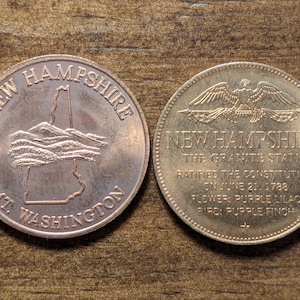 NEW HAMPSHIRE
MT. WASHINGTON
NEW HAMPSHIRE
THE GRANITE STATE
RATIFIED THE CONSTITUTION
ON JUNE 21, 1788
FLOWER: PURPLE LILAC
BIRD: PURPLE FINCH